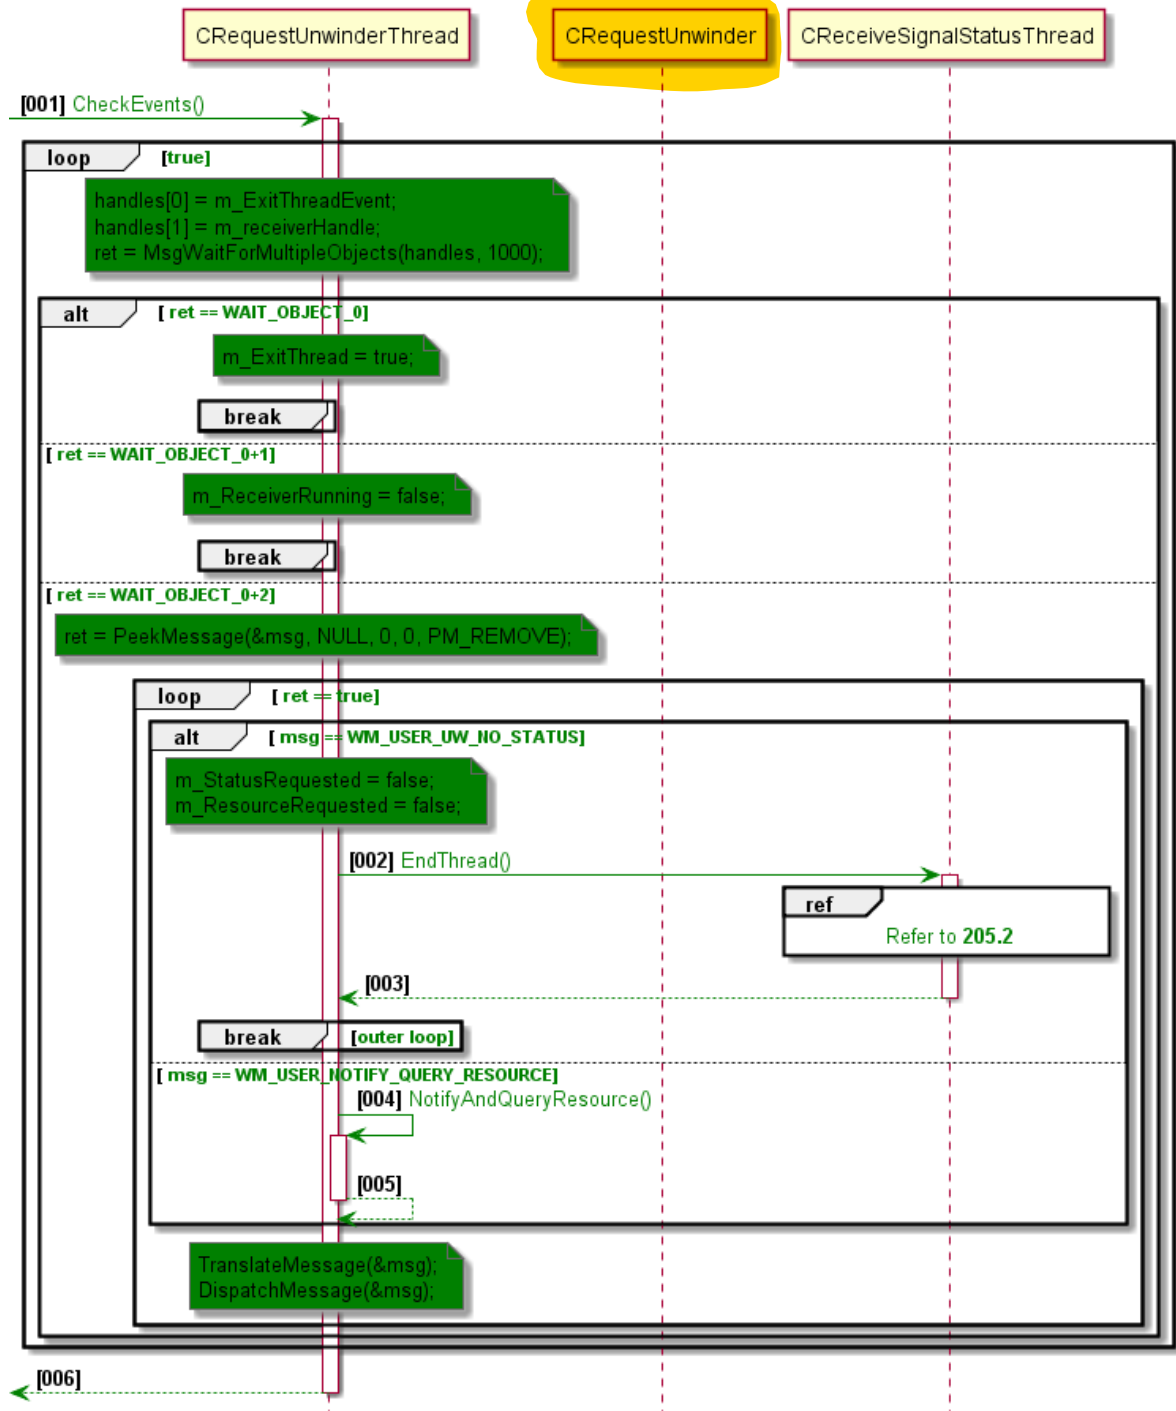 CRequestUnwinderThread
CRequestUnwinder
CReceiveSignalStatusThread
[001] CheckEvents()
loop [true]
handles[0] = m_ExitThreadEvent;
handles[1] = m_receiverHandle;
ret = MsgWaitForMultipleObjects(handles, 1000);
alt [ ret == WAIT_OBJECT_0]
m_ExitThread = true;
break
[ ret == WAIT_OBJECT_0+1]
m_ReceiverRunning = false;
break
[ ret == WAIT_OBJECT_0+2]
ret = PeekMessage(&msg, NULL, 0, 0, PM_REMOVE);
loop [ ret == true]
alt [ msg == WM_USER_UW_NO_STATUS]
m_StatusRequested = false;
m_ResourceRequested = false;
[002] EndThread()
ref
Refer to 205.2
[003]
break [outer loop]
[ msg == WM_USER_NOTIFY_QUERY_RESOURCE]
[004] NotifyAndQueryResource()
[005]
TranslateMessage(&msg);
DispatchMessage(&msg);
[006]